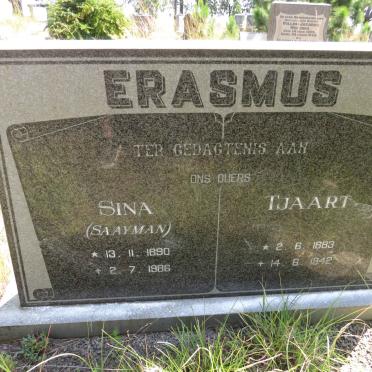 ERASMUS
TER GEDAGTENIS AAN
ONS OUERS
SINA
(SAAYMAN)
* 13. 11. 1890
+ 2. 7. 1986
TJAART
* 2. 6. 1883
+ 14. 6. 1942